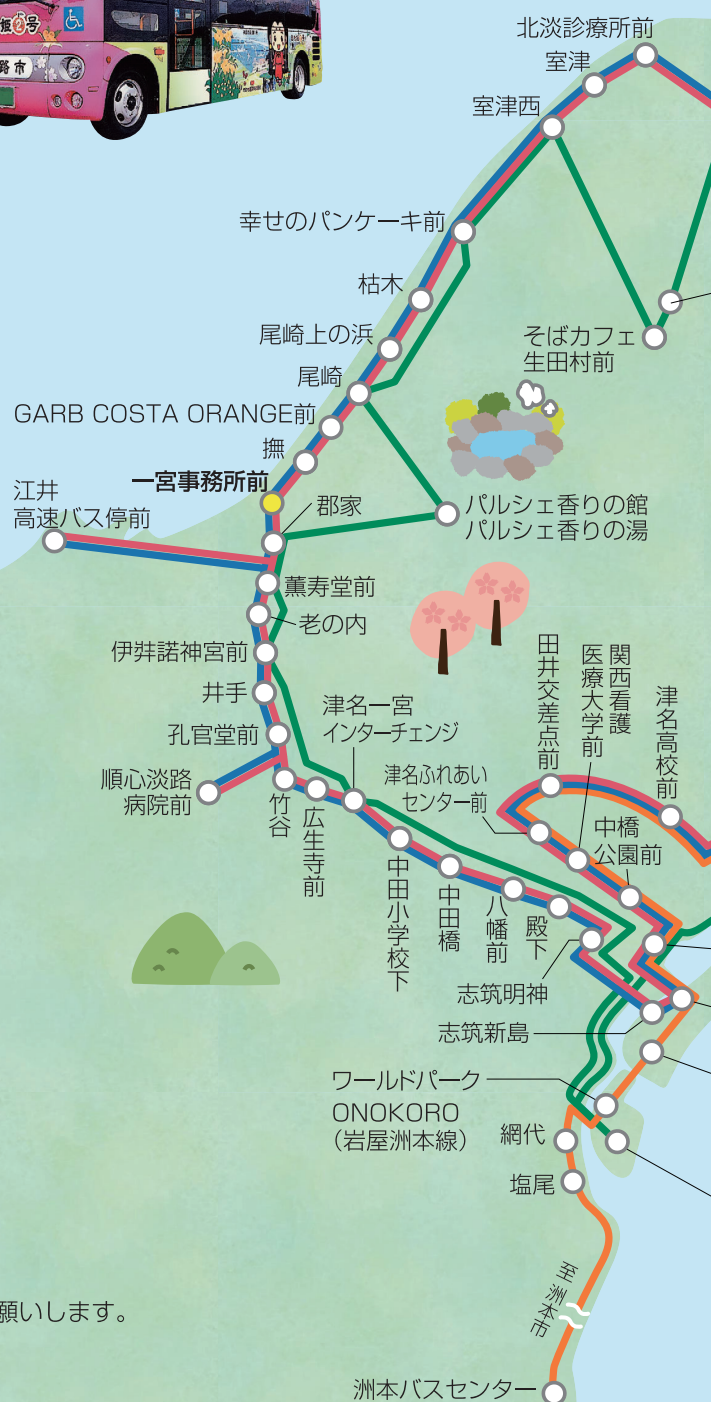 姫2号
路市
北淡診療所前
室津
室津西
幸せのパンケーキ前
枯木
尾崎上の浜
尾崎
そばカフェ
生田村前
GARB COSTA ORANGE前
撫
一宮事務所前
江井
高速バス停前
郡家
パルシェ香りの館
パルシェ香りの湯
薫寿堂前
老の内
伊弉諾神宮前
井手
孔官堂前
順心淡路
病院前
竹谷
広生寺前
津名一宮
インターチェンジ
津名ふれあい
センター前
田井交差点前
関西看護
医療大学前
津名高校前
中橋
公園前
中田小学校下
中田橋
八幡前
殿下
志筑明神
志筑新島
ワールドパーク
ONOKORO
（岩屋洲本線）
網代
塩尾
至洲本市
願いします。
洲本バスセンター